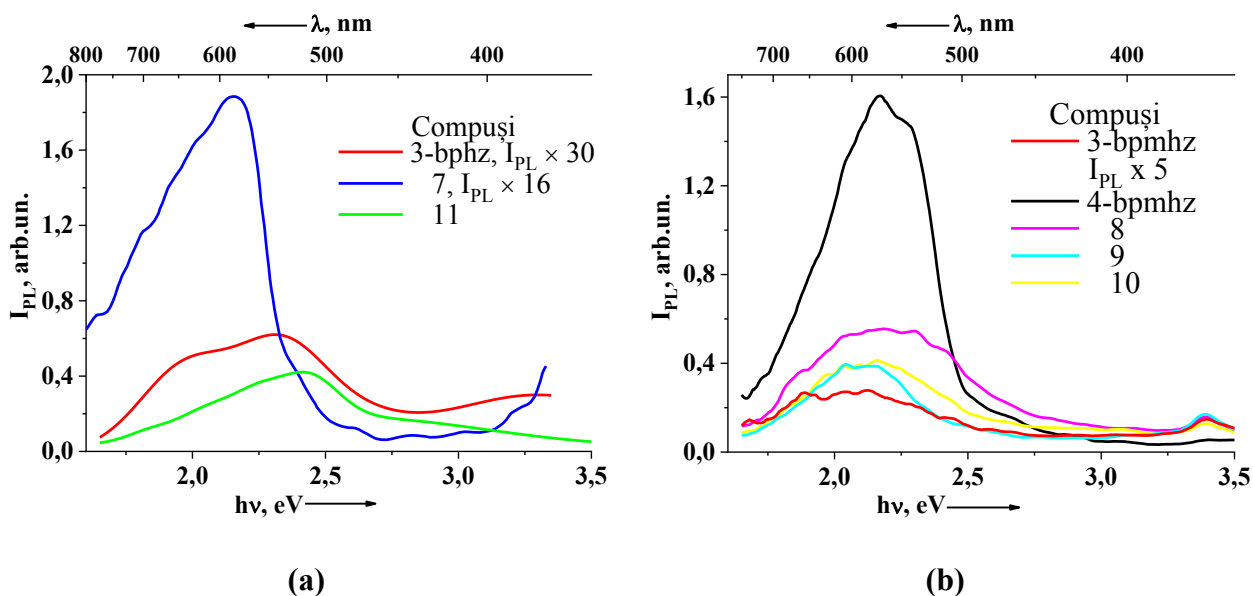 λ, nm
800 700 600 500 400
2,0
1,6
1,2
0,8
0,4
0,0
I_PL, arb.un.
Compuși
3-bphz, I_PL × 30
7, I_PL × 16
11
2,0 2,5 3,0 3,5
hν, eV
(a)
λ, nm
700 600 500 400
1,6
1,2
0,8
0,4
0,0
I_PL, arb.un.
Compuși
3-bpmhz
I_PL x 5
4-bpmhz
8
9
10
2,0 2,5 3,0 3,5
hν, eV
(b)